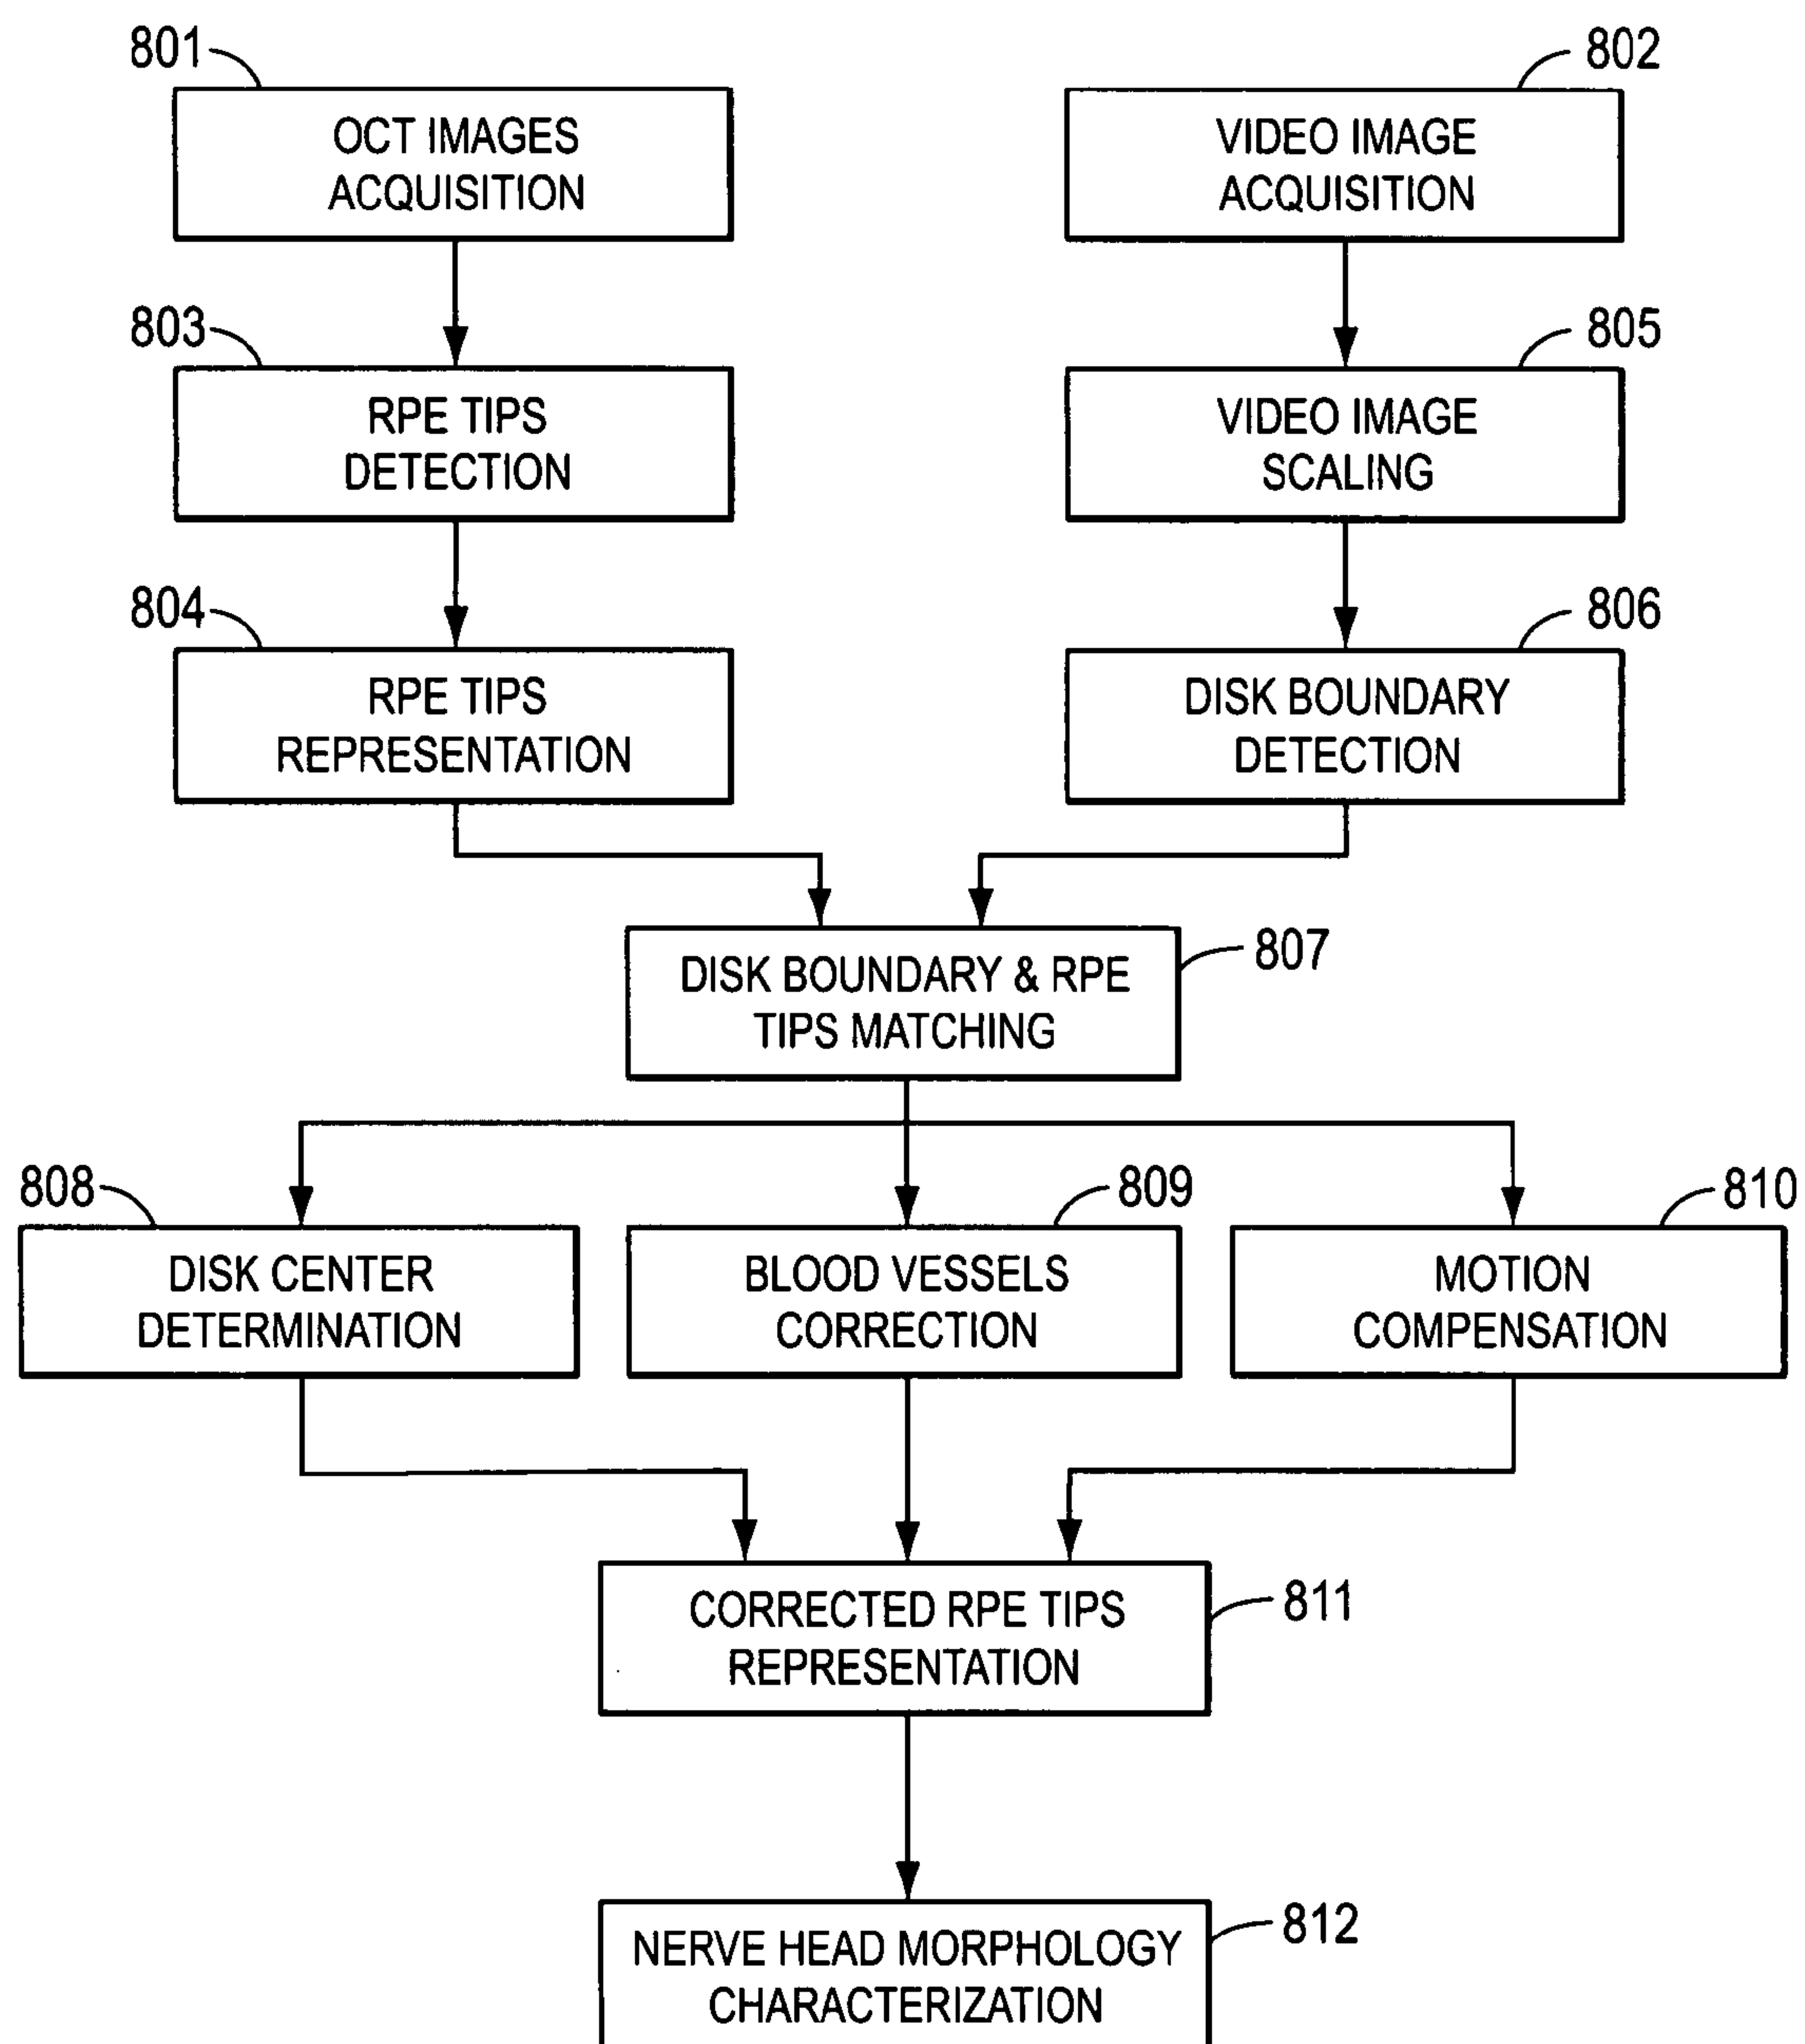 801
OCT IMAGES
ACQUISITION
802
VIDEO IMAGE
ACQUISITION
803
RPE TIPS
DETECTION
805
VIDEO IMAGE
SCALING
804
RPE TIPS
REPRESENTATION
806
DISK BOUNDARY
DETECTION
807
DISK BOUNDARY & RPE
TIPS MATCHING
808
DISK CENTER
DETERMINATION
809
BLOOD VESSELS
CORRECTION
810
MOTION
COMPENSATION
811
CORRECTED RPE TIPS
REPRESENTATION
812
NERVE HEAD MORPHOLOGY
CHARACTERIZATION